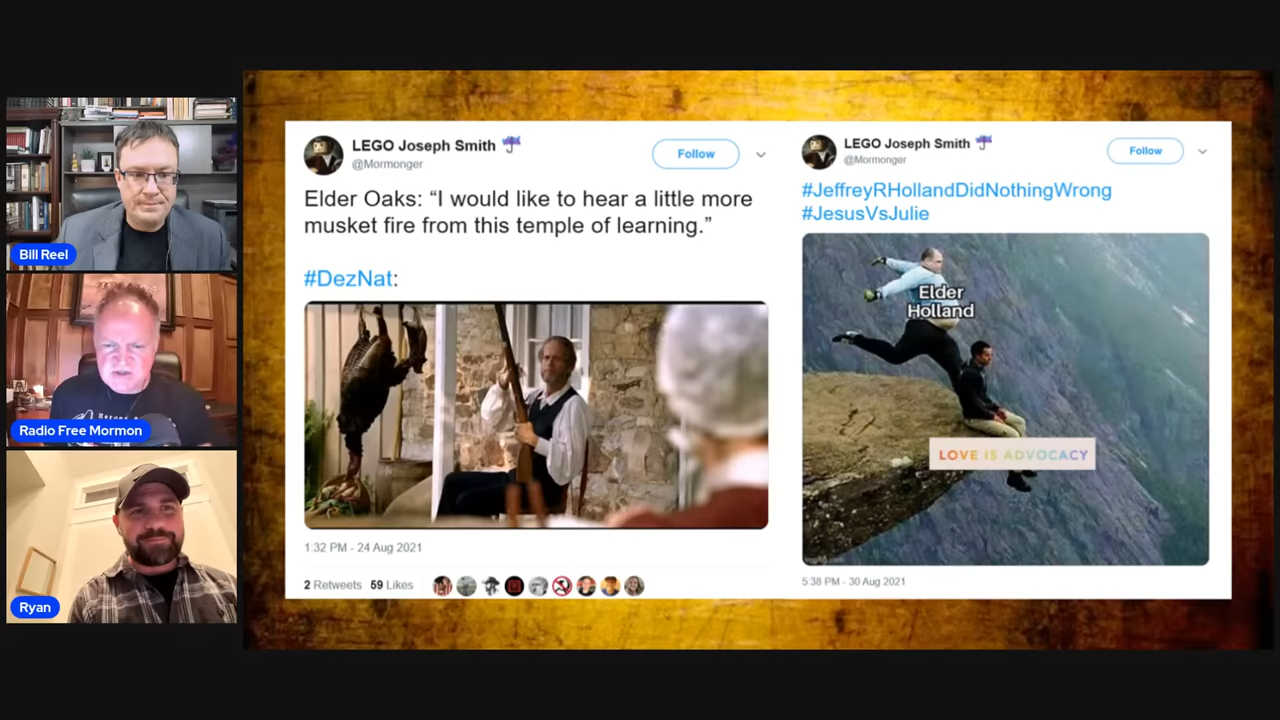 Bill Reel
Radio Free Mormon
Ryan
LEGO Joseph Smith
@Mormonger
Follow
Elder Oaks: “I would like to hear a little more
musket fire from this temple of learning.”
#DezNat:
1:32 PM - 24 Aug 2021
2 Retweets 59 Likes
LEGO Joseph Smith
@Mormonger
Follow
#JeffreyRHollandDidNothingWrong
#JesusVsJulie
Elder
Holland
LOVE IS ADVOCACY
5:38 PM - 30 Aug 2021